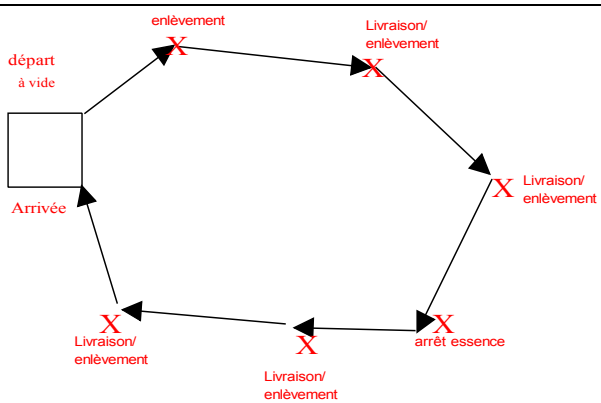 enlèvement
X
Livraison/
enlèvement
X
départ
à vide
X
Livraison/
enlèvement
Arrivée
X
arrêt essence
X
Livraison/
enlèvement
X
Livraison/
enlèvement